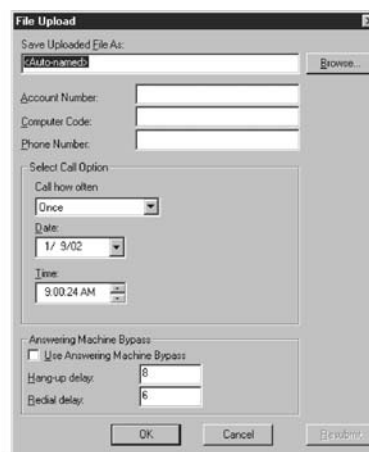 File Upload
Save Uploaded File As:
<Auto-named>
Browse...
Account Number:
Computer Code:
Phone Number:
Select Call Option
Call how often
Once
Date:
1/ 9/02
Time:
9:00:24 AM
Answering Machine Bypass
Use Answering Machine Bypass
Hang-up delay:
8
Redial delay:
6
OK
Cancel
Resubmit